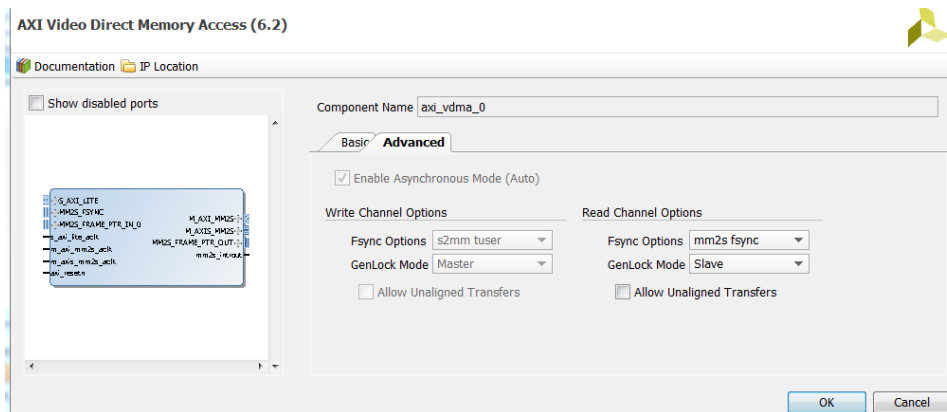 AXI Video Direct Memory Access (6.2)
Documentation IP Location
Show disabled ports
S_AXI_LITE
MM2S_FSYNC
MM2S_FRAME_PTR_IN_0
s_axi_lite_aclk
m_axi_mm2s_aclk
m_axis_mm2s_aclk
axi_resetn
M_AXI_MM2S
M_AXIS_MM2S
MM2S_FRAME_PTR_OUT
mm2s_introut
Component Name axi_vdma_0
Basic Advanced
Enable Asynchronous Mode (Auto)
Write Channel Options Read Channel Options
Fsync Options s2mm tuser Fsync Options mm2s fsync
GenLock Mode Master GenLock Mode Slave
Allow Unaligned Transfers Allow Unaligned Transfers
OK Cancel